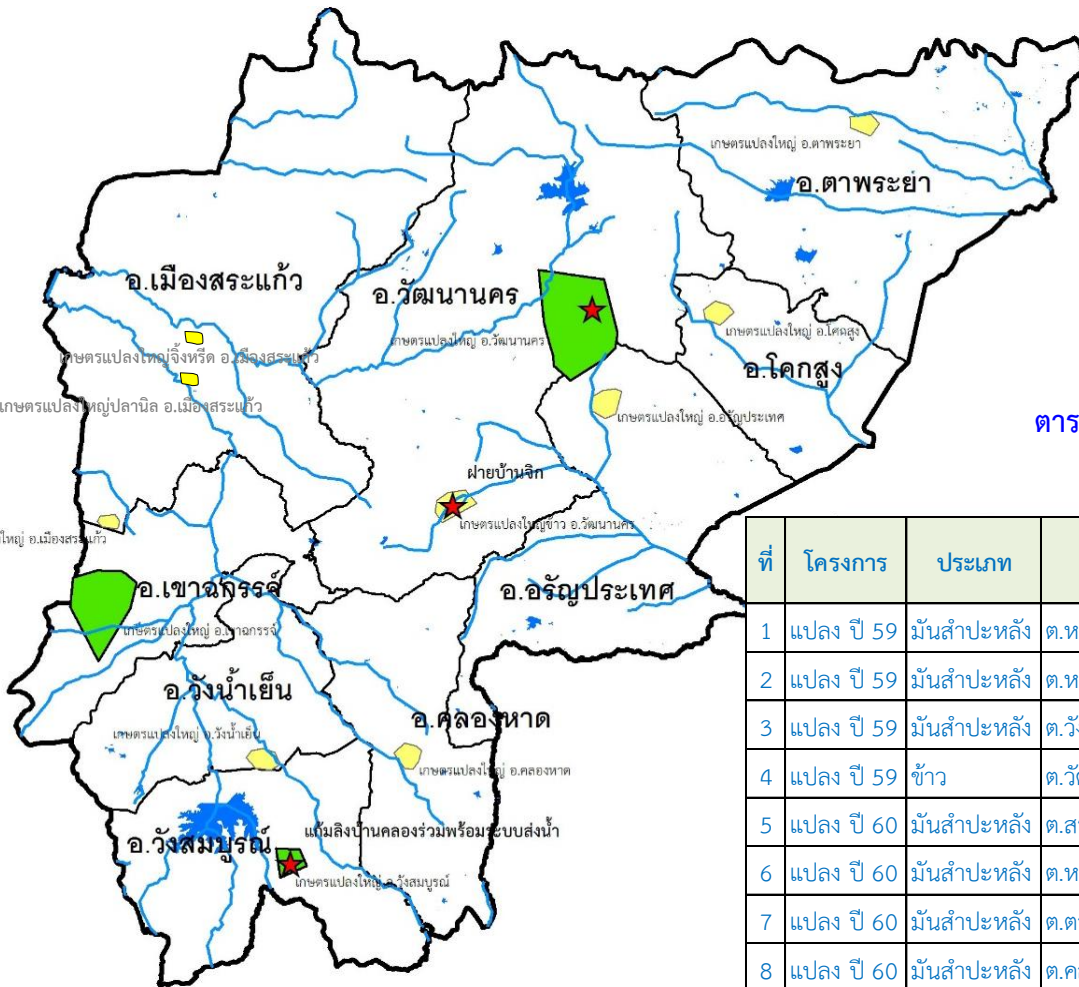 เกษตรแปลงใหญ่ อ.ตาพระยา
อ.ตาพระยา
อ.เมืองสระแก้ว
อ.วัฒนานคร
เกษตรแปลงใหญ่ อ.วัฒนานคร
เกษตรแปลงใหญ่ อ.โคกสูง
อ.โคกสูง
เกษตรแปลงใหญ่จิ้งหรีด อ.เมืองสระแก้ว
เกษตรแปลงใหญ่ปลานิล อ.เมืองสระแก้ว
เกษตรแปลงใหญ่ อ.อรัญประเทศ
ตาร
ฝายบ้านจิก
เกษตรแปลงใหญ่ข้าว อ.วัฒนานคร
ใหญ่ อ.เมืองสระแก้ว
อ.เขาฉกรรจ์
อ.อรัญประเทศ
เกษตรแปลงใหญ่ อ.เขาฉกรรจ์
อ.วังน้ำเย็น
อ.คลองหาด
เกษตรแปลงใหญ่ อ.วังน้ำเย็น
เกษตรแปลงใหญ่ อ.คลองหาด
แก้มลิงบ้านคลองร่วมพร้อมระบบส่งน้ำ
อ.วังสมบูรณ์
เกษตรแปลงใหญ่ อ.วังสมบูรณ์
ที่ โครงการ ประเภท
1 แปลง ปี 59 มันสำปะหลัง ต.ห
2 แปลง ปี 59 มันสำปะหลัง ต.ห
3 แปลง ปี 59 มันสำปะหลัง ต.วั
4 แปลง ปี 59 ข้าว ต.วั
5 แปลง ปี 60 มันสำปะหลัง ต.ส
6 แปลง ปี 60 มันสำปะหลัง ต.ห
7 แปลง ปี 60 มันสำปะหลัง ต.ต
8 แปลง ปี 60 มันสำปะหลัง ต.ค